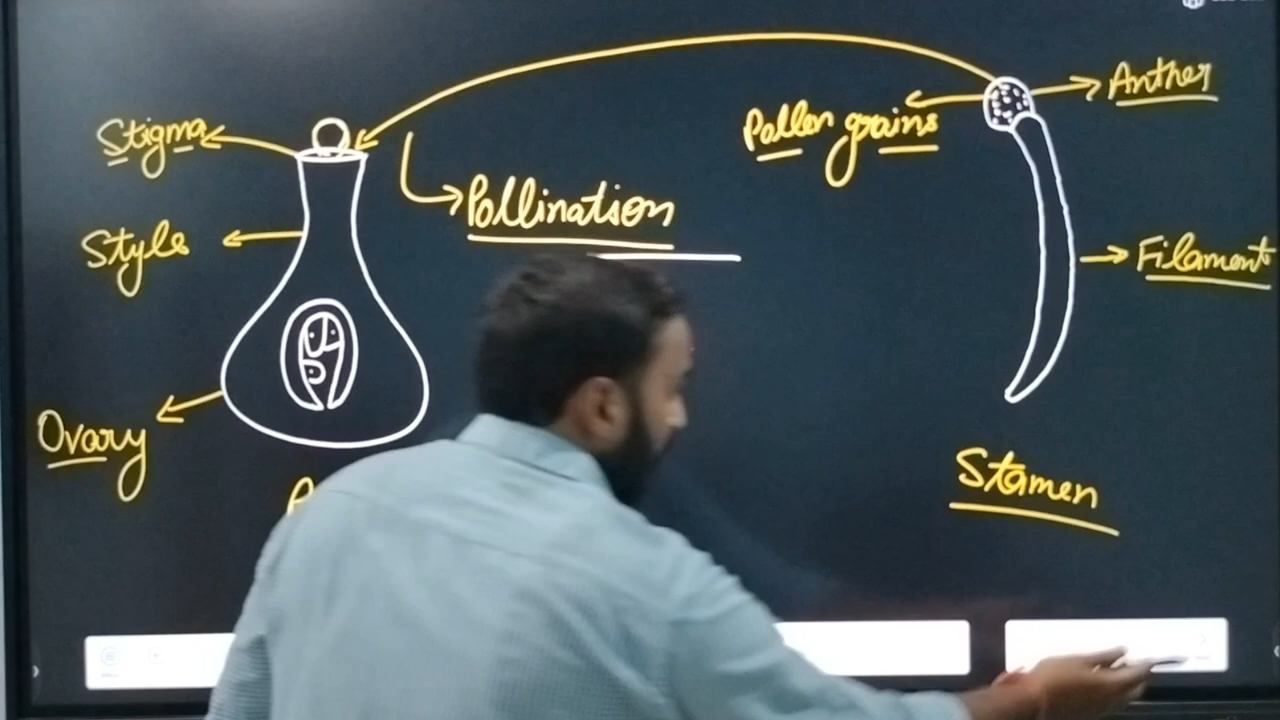 Anther
Pollen grains
Stigma
Pollination
Style
Filament
Ovary
Stamen